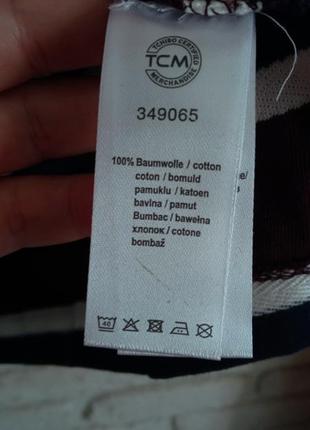 TCHIBO CERTIFIED
TCM
MERCHANDISE
349065
100% Baumwolle / cotton
coton / bomuld
pamuklu / katoen
bavlna / pamut
Bumbac / bawełna
хлопок / cotone
bombaž
40